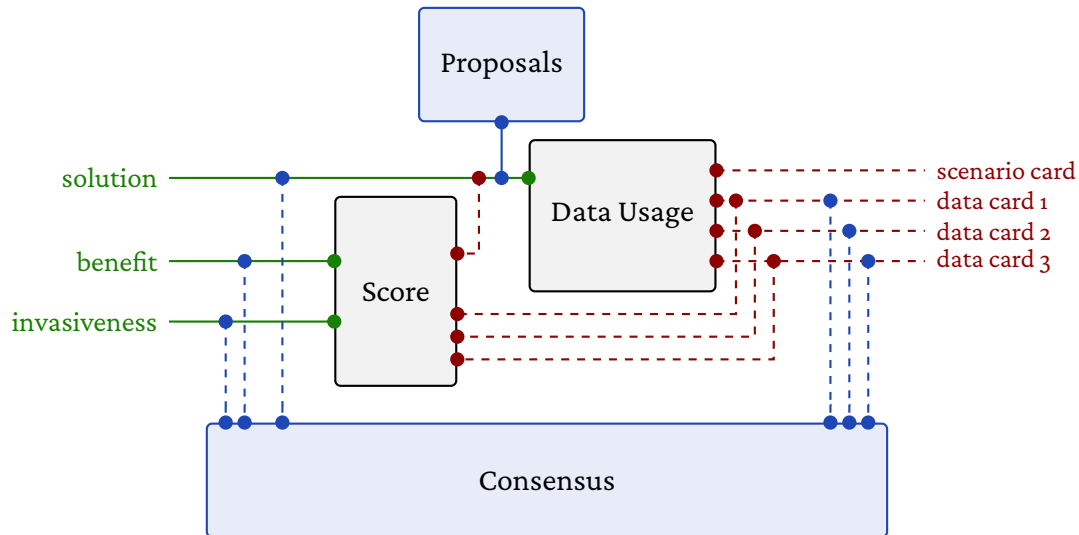 Proposals
solution
Data Usage
scenario card
data card 1
data card 2
data card 3
benefit
Score
invasiveness
Consensus